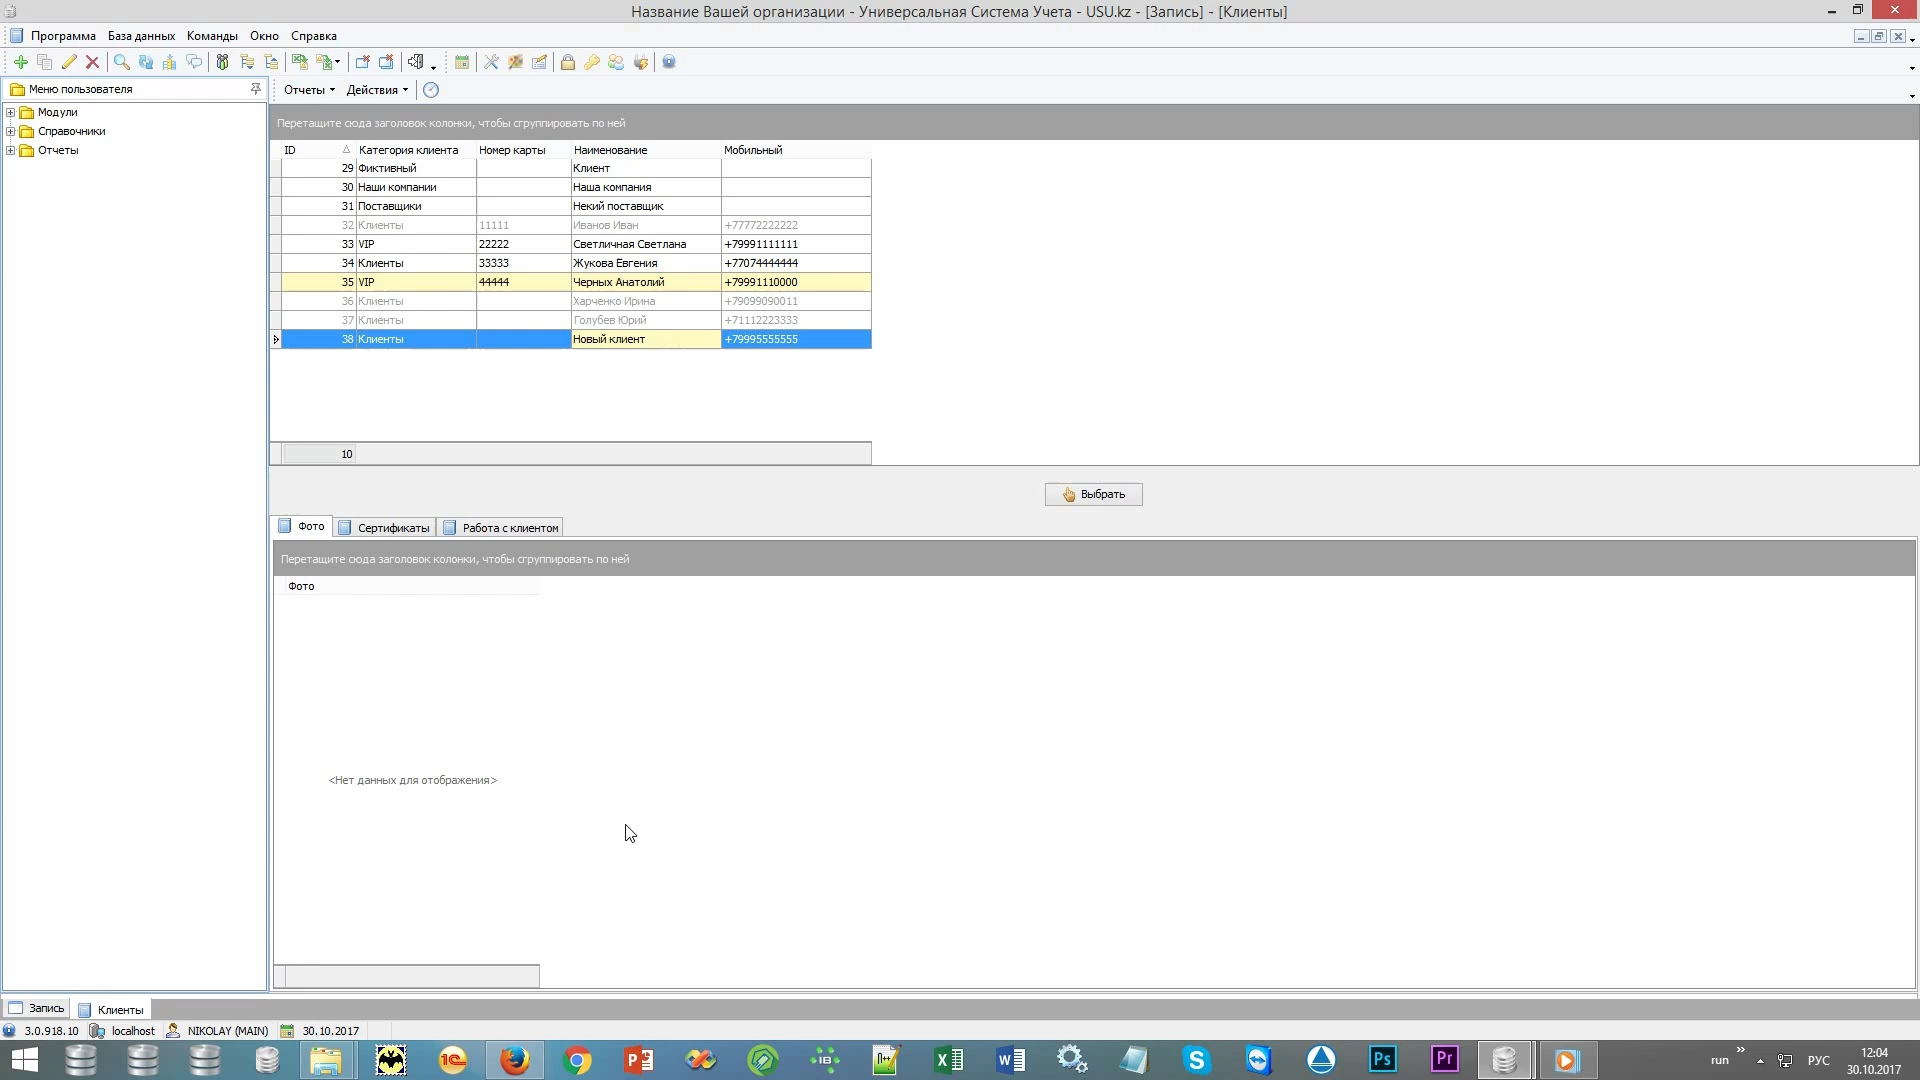 Название Вашей организации - Универсальная Система Учета - USU.kz - [Запись] - [Клиенты]
Программа База данных Команды Окно Справка
Меню пользователя
Отчеты Действия
Модули
Справочники
Отчеты
Перетащите сюда заголовок колонки, чтобы сгруппировать по ней
ID Категория клиента Номер карты Наименование Мобильный
29 Фиктивный Клиент
30 Наши компании Наша компания
31 Поставщики Некий поставщик
32 Клиенты 11111 Иванов Иван +77772222222
33 VIP 22222 Светличная Светлана +79991111111
34 Клиенты 33333 Жукова Евгения +77074444444
35 VIP 44444 Черных Анатолий +79991110000
36 Клиенты Харченко Ирина +79099090011
37 Клиенты Голубев Юрий +71112223333
38 Клиенты Новый клиент +79995555555
10
Выбрать
Фото Сертификаты Работа с клиентом
Перетащите сюда заголовок колонки, чтобы сгруппировать по ней
Фото
<Нет данных для отображения>
Запись Клиенты
3.0.918.10 localhost NIKOLAY (MAIN) 30.10.2017
run РУС 12:04
30.10.2017